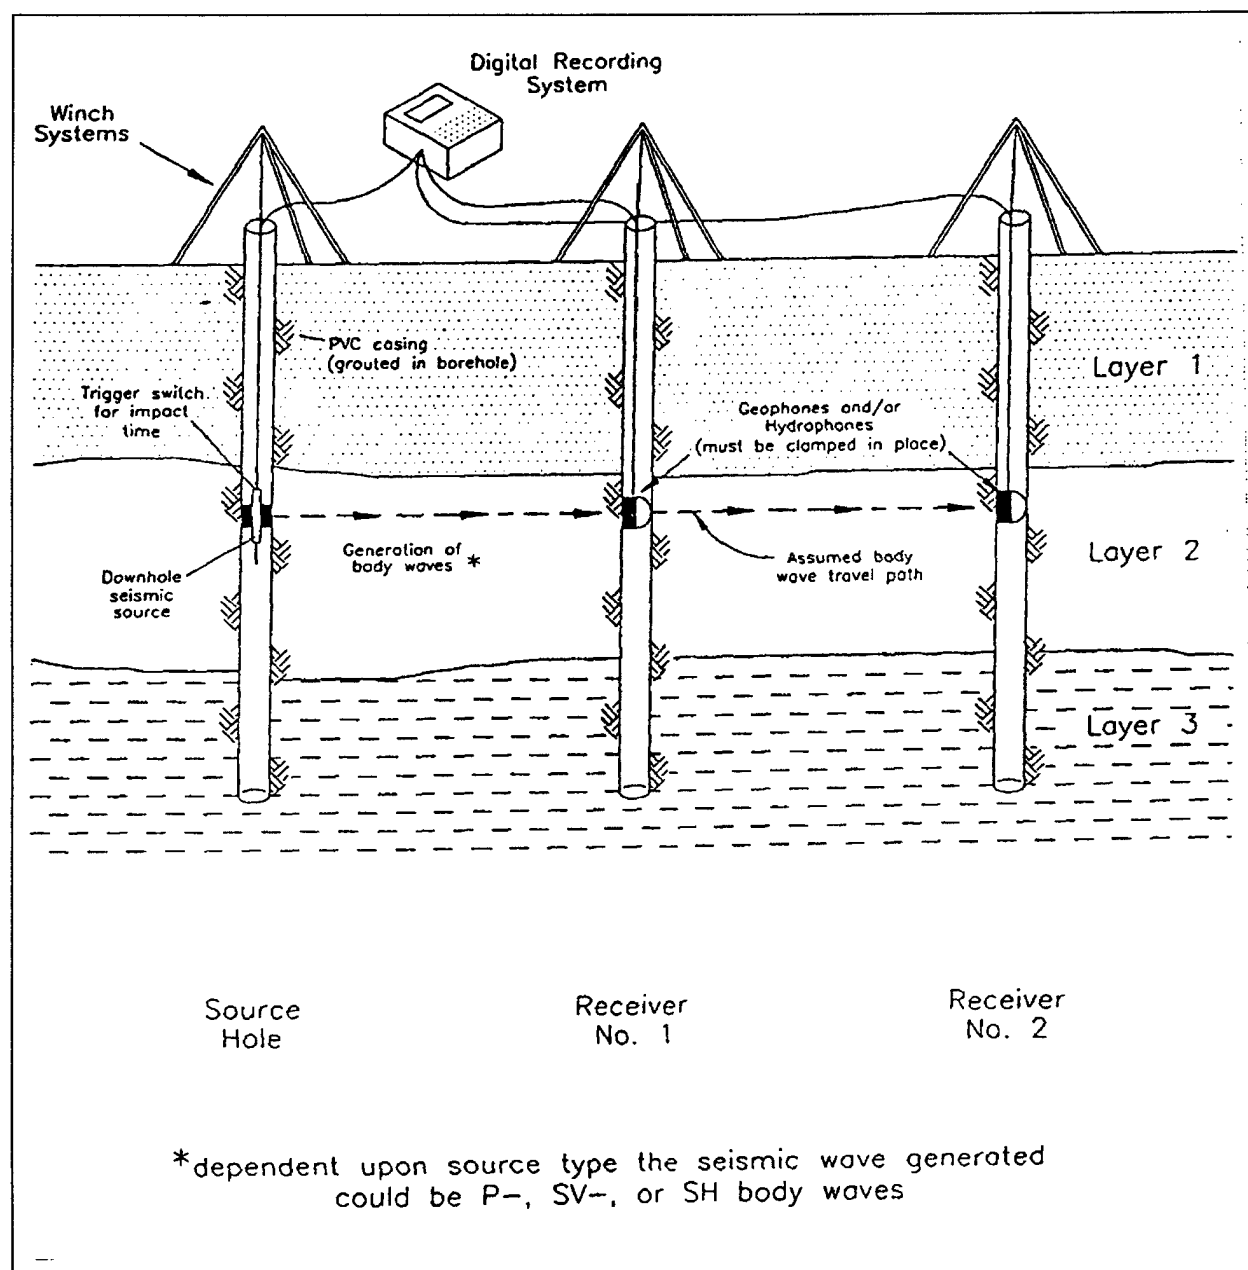 Digital Recording
System
Winch
Systems
PVC casing
(grouted in borehole)
Layer 1
Trigger switch
for impact
time
Geophones and/or
Hydrophones
(must be clamped in place)
Generation of
body waves *
Assumed body
wave travel path
Layer 2
Downhole
seismic
source
Layer 3
Source
Hole
Receiver
No. 1
Receiver
No. 2
*dependent upon source type the seismic wave generated
could be P-, SV-, or SH body waves